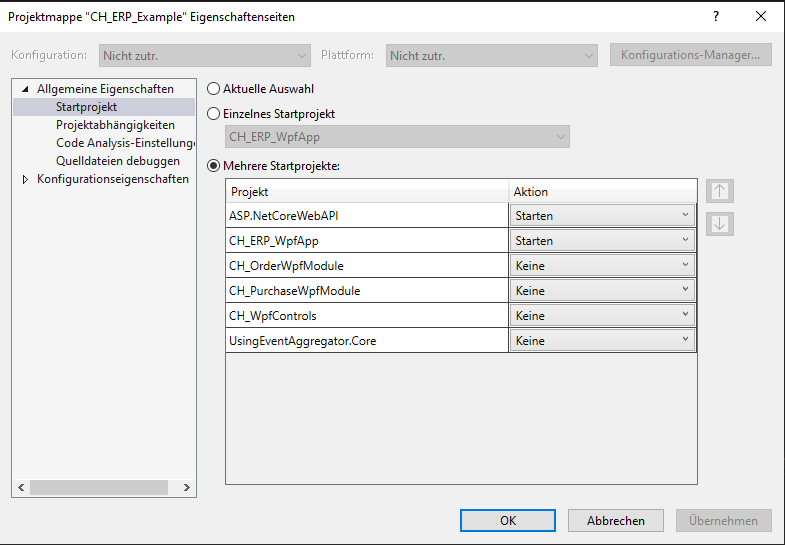 Projektmappe "CH_ERP_Example" Eigenschaftenseiten
Konfiguration: Nicht zutr. Plattform: Nicht zutr. Konfigurations-Manager...
Allgemeine Eigenschaften
Startprojekt
Projektabhängigkeiten
Code Analysis-Einstellung
Quelldateien debuggen
Konfigurationseigenschaften
Aktuelle Auswahl
Einzelnes Startprojekt
CH_ERP_WpfApp
Mehrere Startprojekte:
Projekt Aktion
ASP.NetCoreWebAPI Starten
CH_ERP_WpfApp Starten
CH_OrderWpfModule Keine
CH_PurchaseWpfModule Keine
CH_WpfControls Keine
UsingEventAggregator.Core Keine
OK Abbrechen Übernehmen